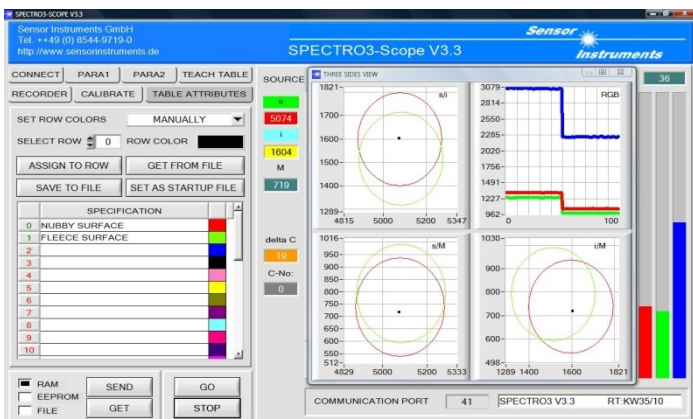 SPECTRO3-SCOPE V3.3
Sensor Instruments GmbH
Tel. ++49 (0) 8544-9719-0
http://www.sensorinstruments.de
SPECTRO3-Scope V3.3
Sensor
Instruments
CONNECT PARA1 PARA2 TEACH TABLE
RECORDER CALIBRATE TABLE ATTRIBUTES
SET ROW COLORS MANUALLY
SELECT ROW 0 ROW COLOR
ASSIGN TO ROW GET FROM FILE
SAVE TO FILE SET AS STARTUP FILE
SPECIFICATION
0 NUBBY SURFACE
1 FLEECE SURFACE
2
3
4
5
6
7
8
9
10
RAM
EEPROM
FILE
SEND
GET
GO
STOP
SOURCE
s
5074
i
1604
M
719
delta C
19
C-No:
0
THREE SIDES VIEW
36
s/i
1821
1700
1600
1500
1400
1289
4815 5000 5200 5347
RGB
3079
2814
2550
2285
2020
1756
1491
1227
962
0 100
s/M
1016
950
900
850
800
750
700
650
600
550
512
4829 5000 5200 5333
i/M
1030
900
800
700
600
498
1289 1400 1600 1821
COMMUNICATION PORT 41 SPECTRO3 V3.3 RT:KW35/10